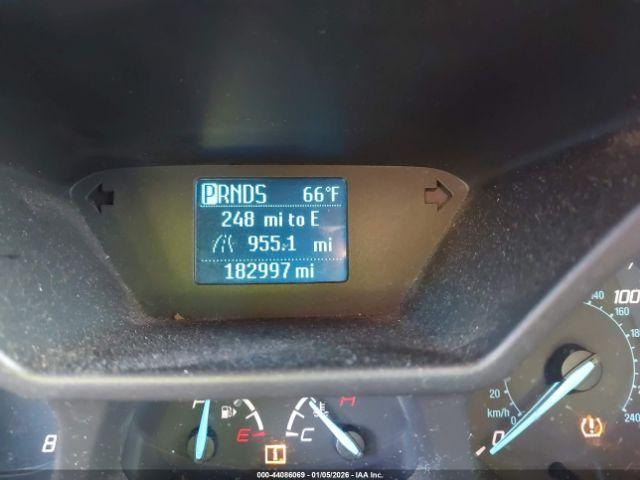 PRNDS 66°F
248 mi to E
955.1 mi
182997 mi
100
140
160
180
240
20
km/h
0
0
F H
E C
8
000-44086069 - 01/05/2026 - IAA Inc.